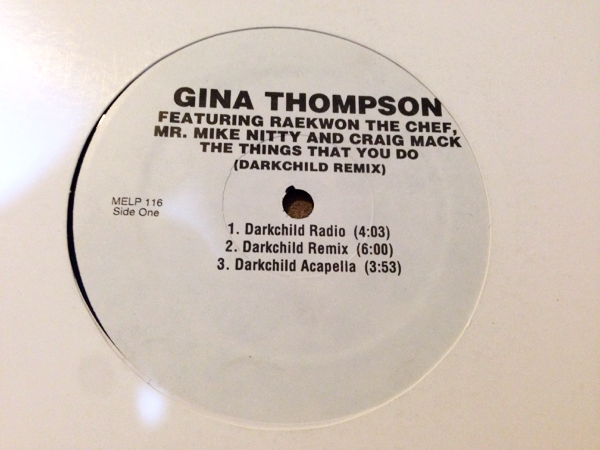 GINA THOMPSON
FEATURING RAEKWON THE CHEF,
MR. MIKE NITTY AND CRAIG MACK
THE THINGS THAT YOU DO
(DARKCHILD REMIX)
MELP 116
Side One
1. Darkchild Radio (4:03)
2. Darkchild Remix (6:00)
3. Darkchild Acapella (3:53)